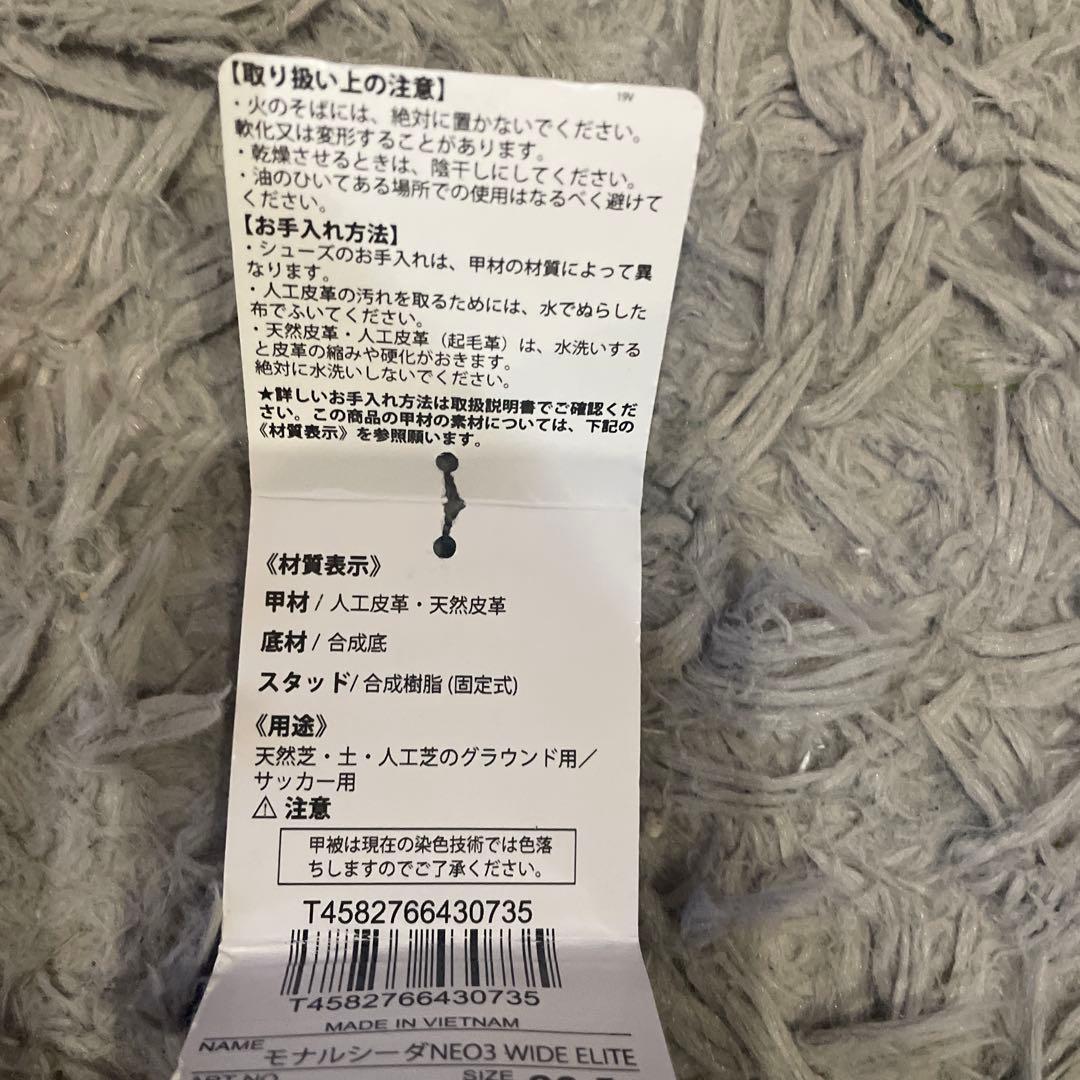 【取り扱い上の注意】
19V
・火のそばには、絶対に置かないでください。
軟化又は変形することがあります。
・乾燥させるときは、陰干しにしてください。
・油のひいてある場所での使用はなるべく避けて
ください。
【お手入れ方法】
・シューズのお手入れは、甲材の材質によって異
なります。
・人工皮革の汚れを取るためには、水でぬらした
布でふいてください。
・天然皮革・人工皮革（起毛革）は、水洗いする
と皮革の縮みや硬化がおきます。
絶対に水洗いしないでください。
★詳しいお手入れ方法は取扱説明書でご確認くだ
さい。この商品の甲材の素材については、下記の
《材質表示》を参照願います。
《材質表示》
甲材 / 人工皮革・天然皮革
底材 / 合成底
スタッド/ 合成樹脂 (固定式)
《用途》
天然芝・土・人工芝のグラウンド用／
サッカー用
⚠ 注意
甲被は現在の染色技術では色落
ちしますのでご了承ください。
T4582766430735
T4582766430735
MADE IN VIETNAM
NAME モナルシーダNEO3 WIDE ELITE
ART NO. SIZE